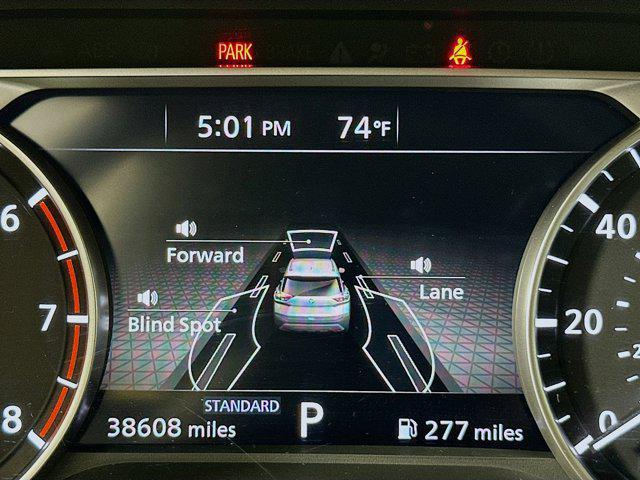 PARK
5:01 PM 74°F
Forward
Lane
Blind Spot
6
7
8
40
20
0
STANDARD
38608 miles P 277 miles